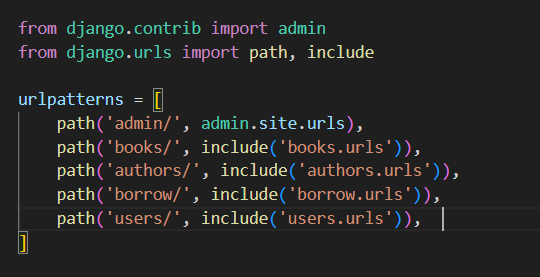 from django.contrib import admin
from django.urls import path, include

urlpatterns = [
    path('admin/', admin.site.urls),
    path('books/', include('books.urls')),
    path('authors/', include('authors.urls')),
    path('borrow/', include('borrow.urls')),
    path('users/', include('users.urls')),
]